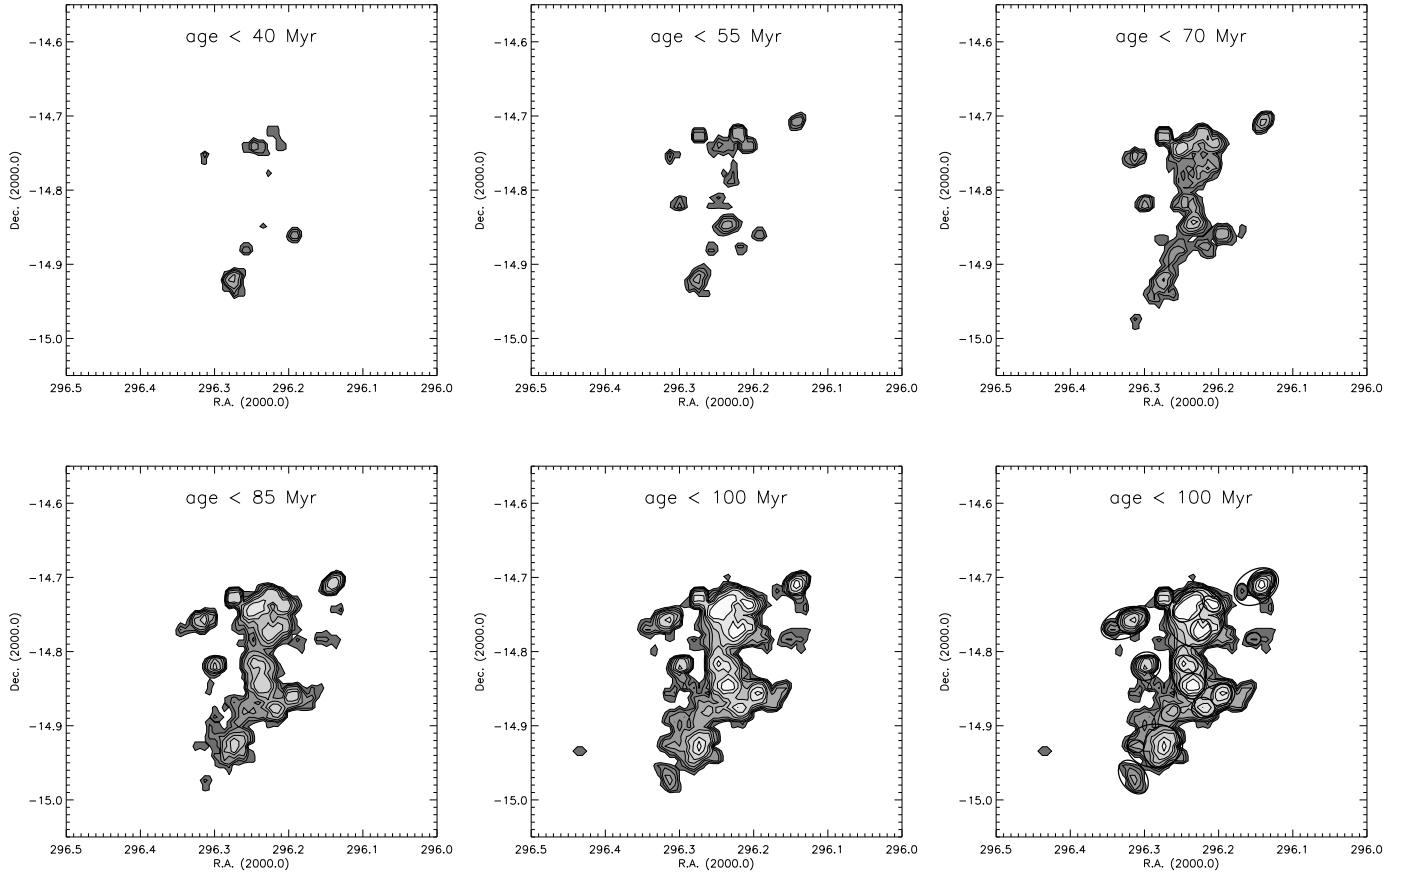 age < 40 Myr
−14.6
−14.7
−14.8
−14.9
−15.0
Dec. (2000.0)
296.5 296.4 296.3 296.2 296.1 296.0
R.A. (2000.0)
age < 55 Myr
−14.6
−14.7
−14.8
−14.9
−15.0
Dec. (2000.0)
296.5 296.4 296.3 296.2 296.1 296.0
R.A. (2000.0)
age < 70 Myr
−14.6
−14.7
−14.8
−14.9
−15.0
Dec. (2000.0)
296.5 296.4 296.3 296.2 296.1 296.0
R.A. (2000.0)
age < 85 Myr
−14.6
−14.7
−14.8
−14.9
−15.0
Dec. (2000.0)
296.5 296.4 296.3 296.2 296.1 296.0
R.A. (2000.0)
age < 100 Myr
−14.6
−14.7
−14.8
−14.9
−15.0
Dec. (2000.0)
296.5 296.4 296.3 296.2 296.1 296.0
R.A. (2000.0)
age < 100 Myr
−14.6
−14.7
−14.8
−14.9
−15.0
Dec. (2000.0)
296.5 296.4 296.3 296.2 296.1 296.0
R.A. (2000.0)